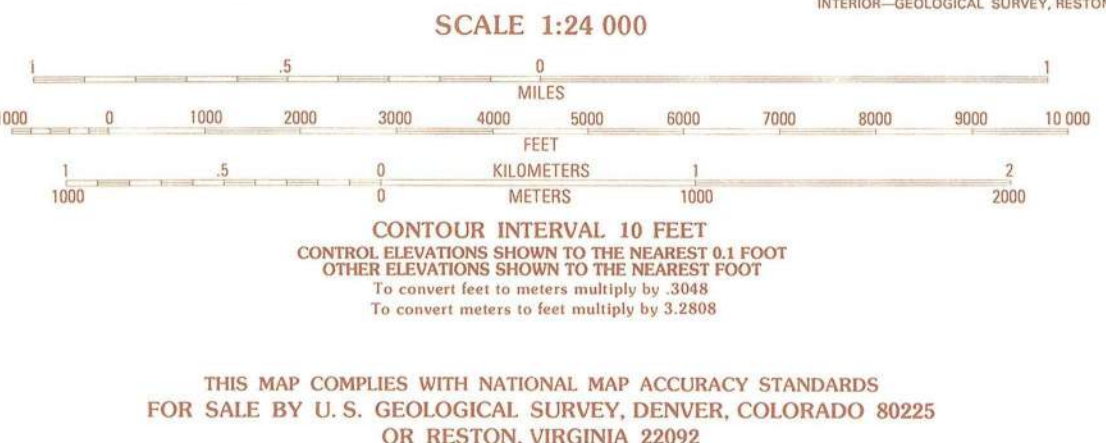 INTERIOR—GEOLOGICAL SURVEY, RESTON
SCALE 1:24 000
1 .5 0 1
MILES
1000 0 1000 2000 3000 4000 5000 6000 7000 8000 9000 10 000
FEET
1 .5 0 KILOMETERS 1 2
1000 0 METERS 1000 2000
CONTOUR INTERVAL 10 FEET
CONTROL ELEVATIONS SHOWN TO THE NEAREST 0.1 FOOT
OTHER ELEVATIONS SHOWN TO THE NEAREST FOOT
To convert feet to meters multiply by .3048
To convert meters to feet multiply by 3.2808
THIS MAP COMPLIES WITH NATIONAL MAP ACCURACY STANDARDS
FOR SALE BY U. S. GEOLOGICAL SURVEY, DENVER, COLORADO 80225
OR RESTON, VIRGINIA 22092